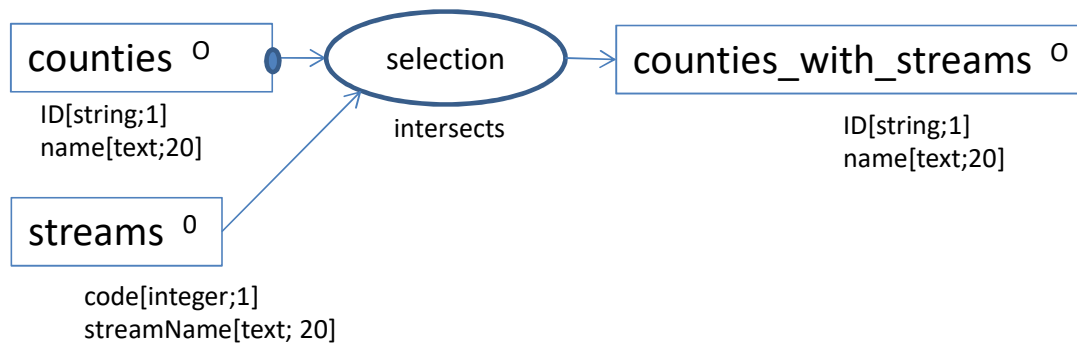 counties O
ID[string;1]
name[text;20]
selection
intersects
counties_with_streams O
ID[string;1]
name[text;20]
streams 0
code[integer;1]
streamName[text; 20]